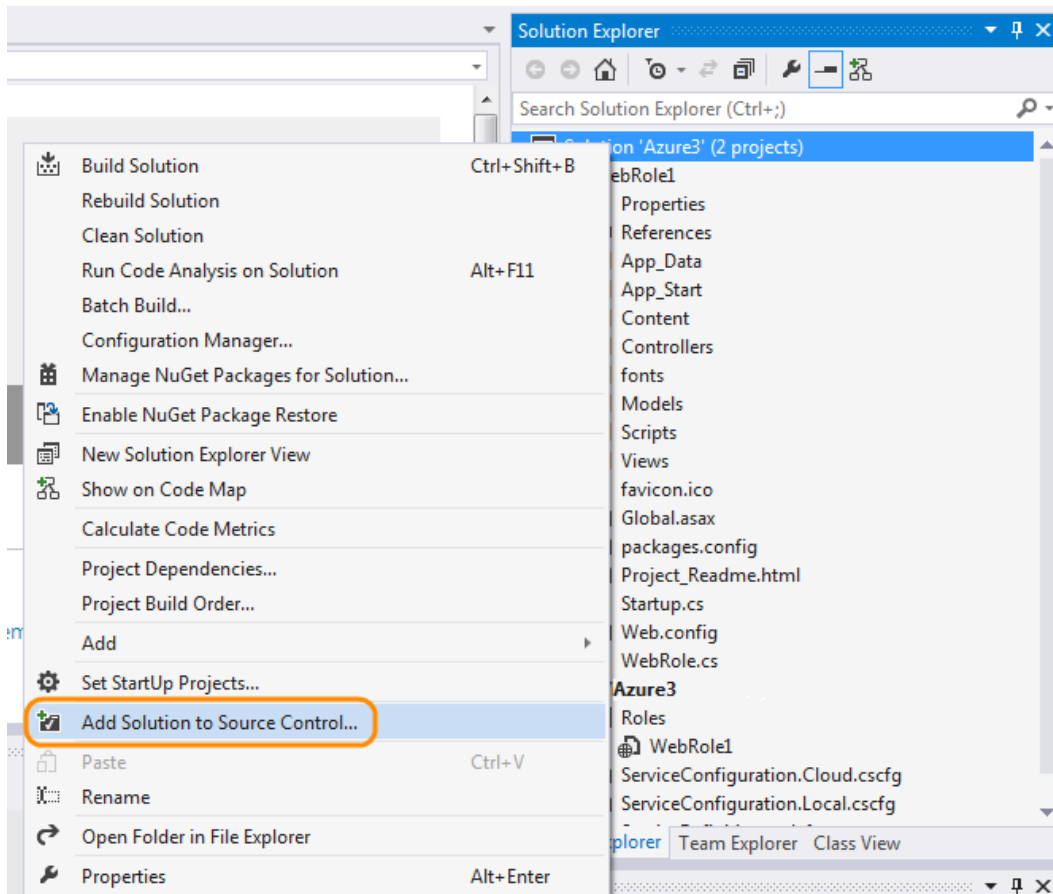 Solution Explorer
Search Solution Explorer (Ctrl+;)
Solution 'Azure3' (2 projects)
Build Solution Ctrl+Shift+B
Rebuild Solution
Clean Solution
Run Code Analysis on Solution Alt+F11
Batch Build...
Configuration Manager...
Manage NuGet Packages for Solution...
Enable NuGet Package Restore
New Solution Explorer View
Show on Code Map
Calculate Code Metrics
Project Dependencies...
Project Build Order...
Add
Set StartUp Projects...
Add Solution to Source Control...
Paste Ctrl+V
Rename
Open Folder in File Explorer
Properties Alt+Enter
ebRole1
Properties
References
App_Data
App_Start
Content
Controllers
fonts
Models
Scripts
Views
favicon.ico
Global.asax
packages.config
Project_Readme.html
Startup.cs
Web.config
WebRole.cs
Azure3
Roles
WebRole1
ServiceConfiguration.Cloud.cscfg
ServiceConfiguration.Local.cscfg
plorer Team Explorer Class View